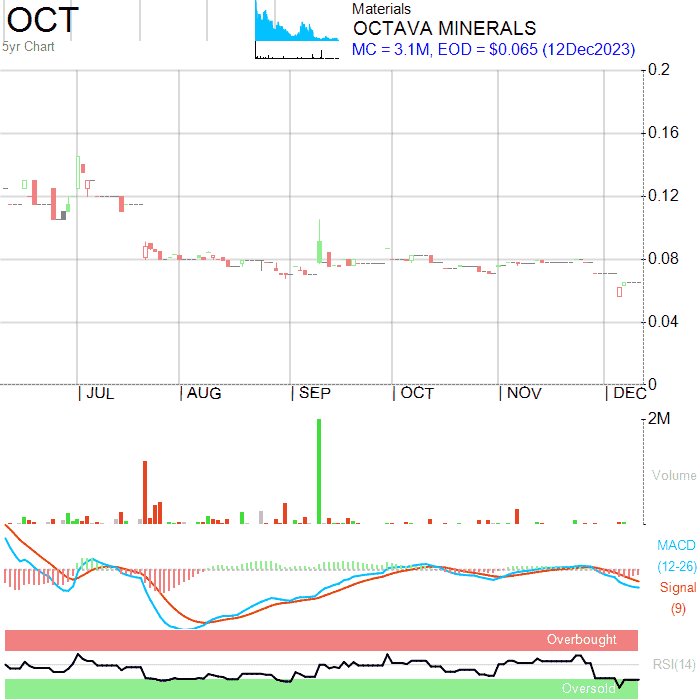 OCT
5yr Chart
Materials
OCTAVA MINERALS
MC = 3.1M, EOD = $0.065 (12Dec2023)
0.2
0.16
0.12
0.08
0.04
0
JUL AUG SEP OCT NOV DEC
2M
Volume
MACD
(12-26)
Signal
(9)
Overbought
RSI(14)
Oversold